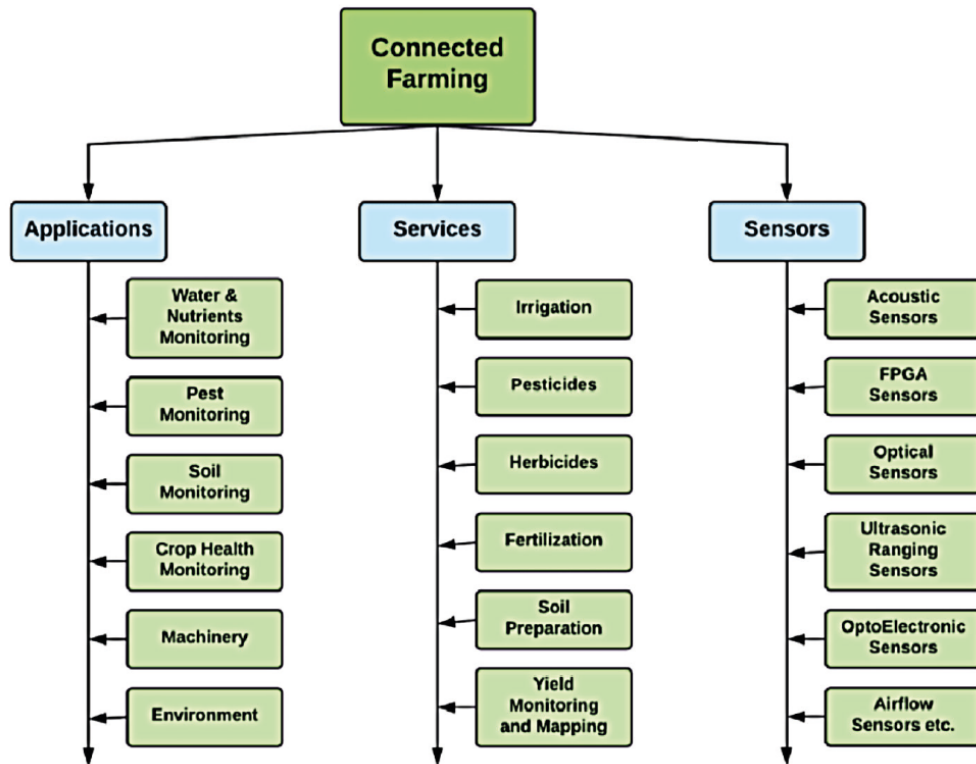 Connected
Farming
Applications
Services
Sensors
Water &
Nutrients
Monitoring
Pest
Monitoring
Soil
Monitoring
Crop Health
Monitoring
Machinery
Environment
Irrigation
Pesticides
Herbicides
Fertilization
Soil
Preparation
Yield
Monitoring
and Mapping
Acoustic
Sensors
FPGA
Sensors
Optical
Sensors
Ultrasonic
Ranging
Sensors
OptoElectronic
Sensors
Airflow
Sensors etc.